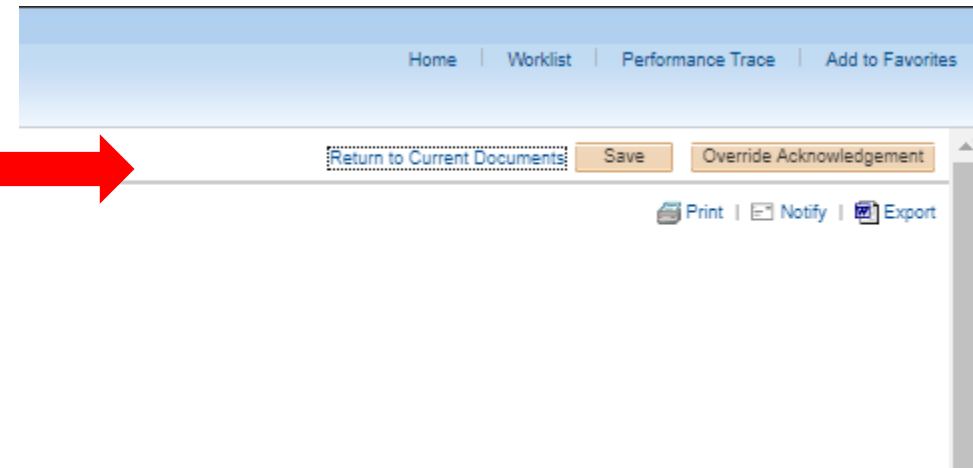 Home | Worklist | Performance Trace | Add to Favorites
Return to Current Documents Save Override Acknowledgement
Print | Notify | Export